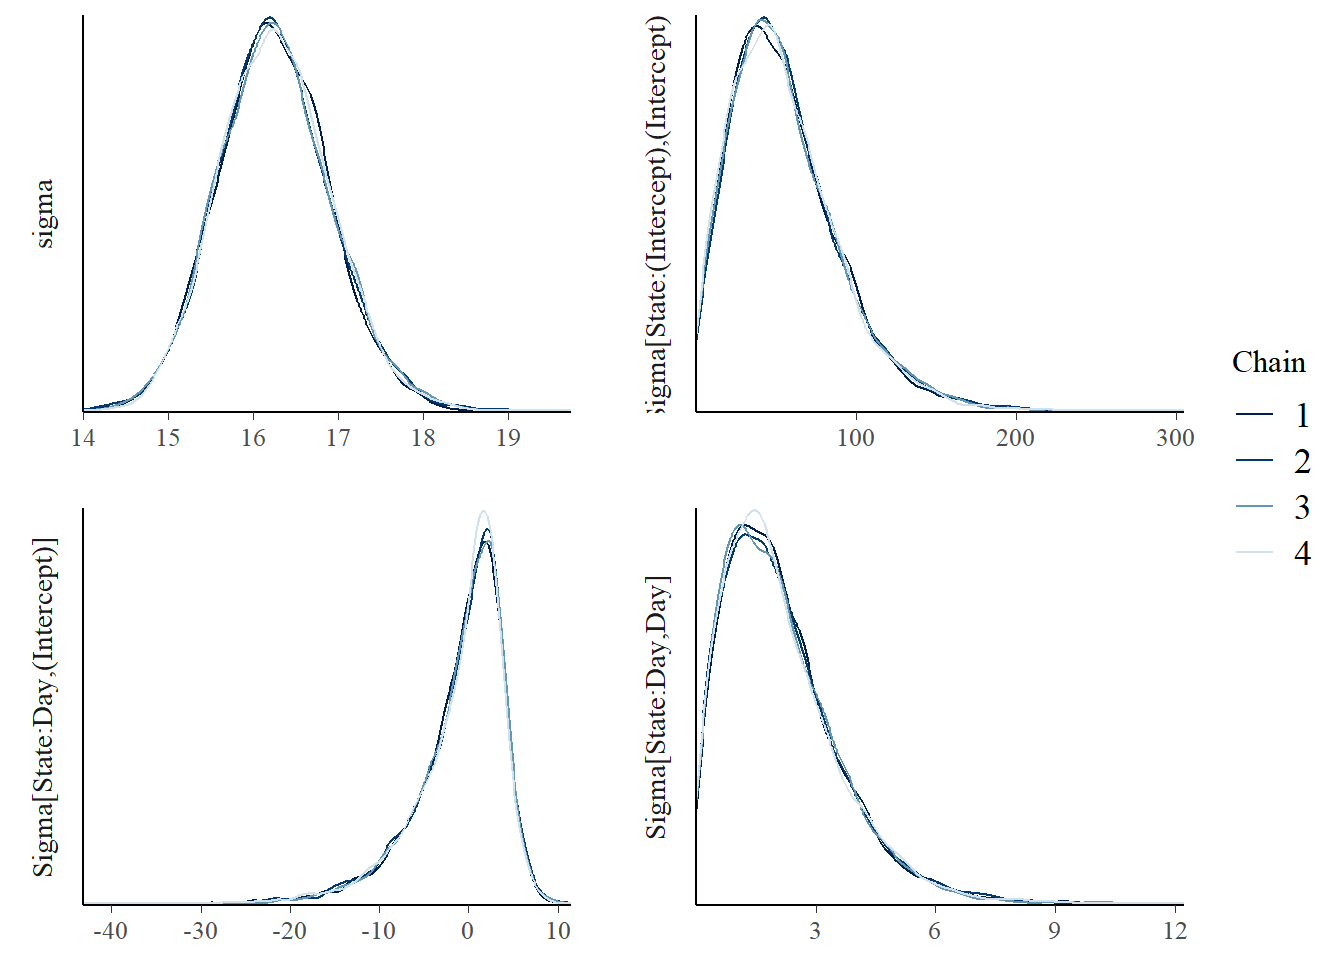 sigma
14 15 16 17 18 19
Sigma[State:(Intercept),(Intercept)
100 200 300
Sigma[State:Day,(Intercept)]
-40 -30 -20 -10 0 10
Sigma[State:Day,Day]
3 6 9 12
Chain
1
2
3
4